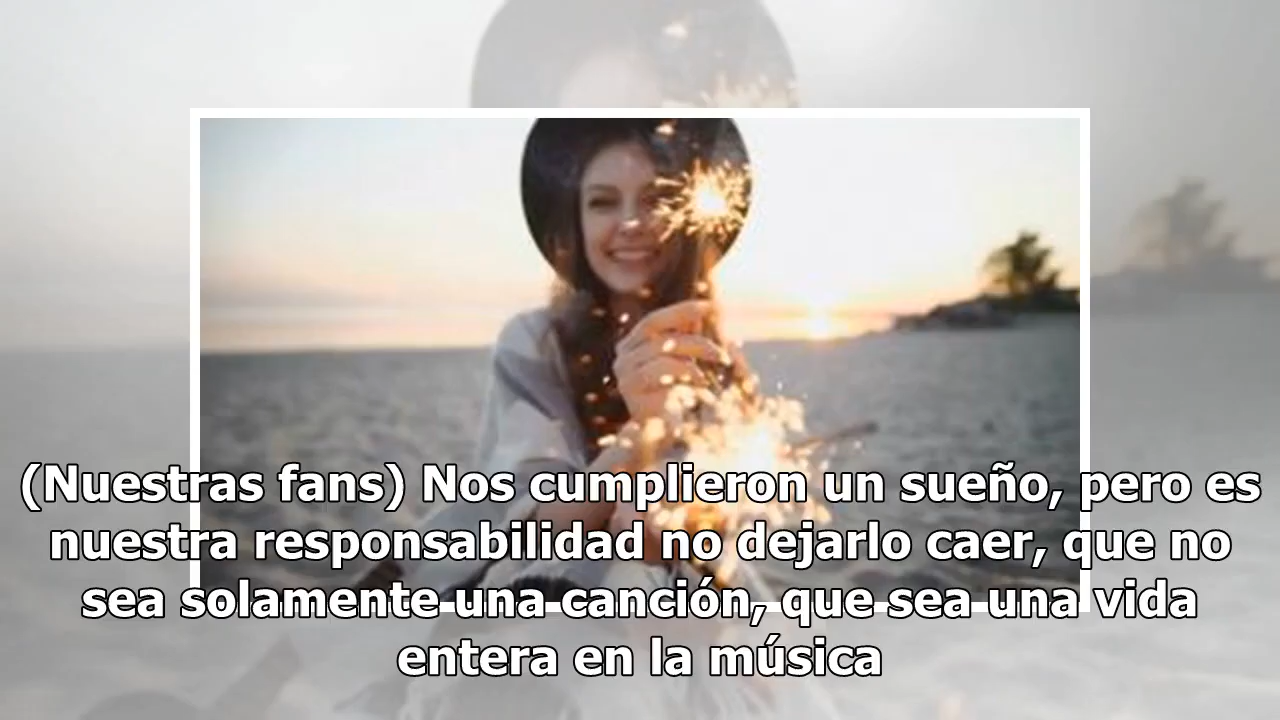 (Nuestras fans) Nos cumplieron un sueño, pero es
nuestra responsabilidad no dejarlo caer, que no
sea solamente una canción, que sea una vida
entera en la música